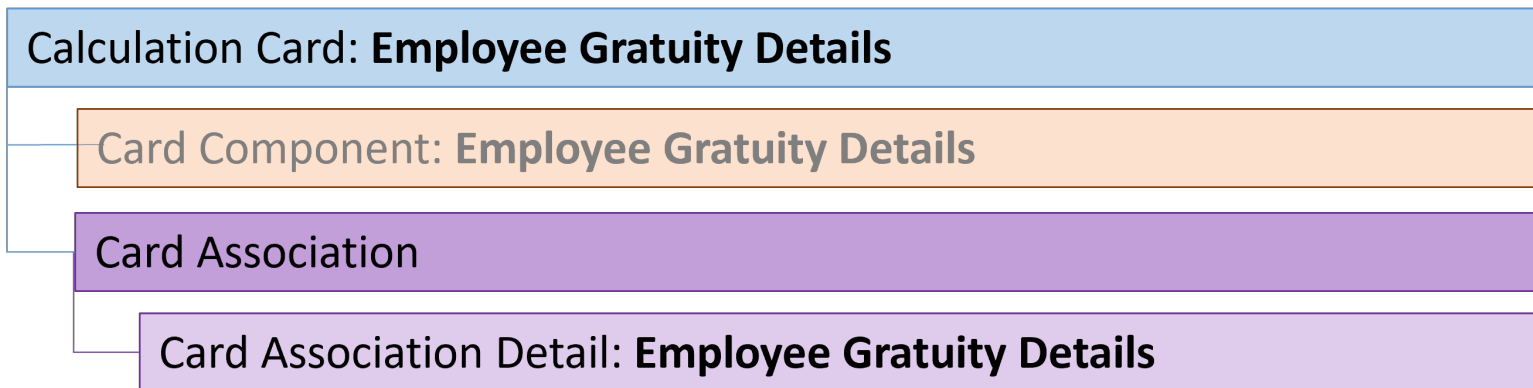 Calculation Card: Employee Gratuity Details
Card Component: Employee Gratuity Details
Card Association
Card Association Detail: Employee Gratuity Details